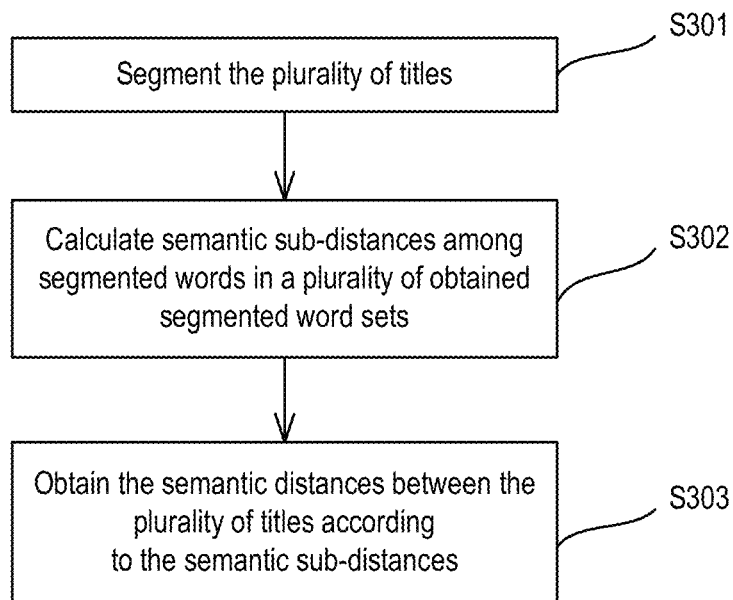 S301
Segment the plurality of titles
Calculate semantic sub-distances among
segmented words in a plurality of obtained
segmented word sets
S302
Obtain the semantic distances between the
plurality of titles according
to the semantic sub-distances
S303